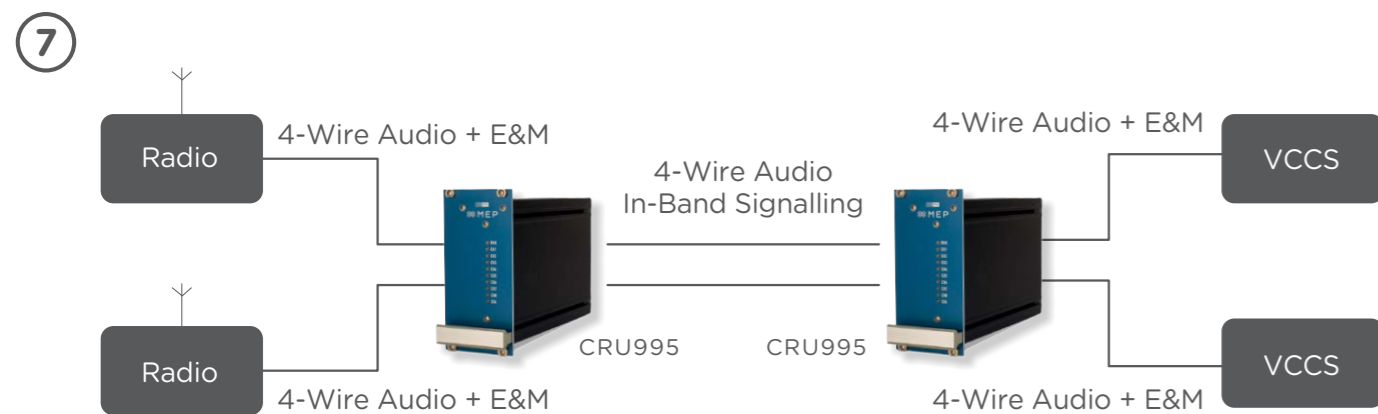 7
Radio
4-Wire Audio + E&M
4-Wire Audio + E&M
VCCS
4-Wire Audio
In-Band Signalling
MEP
MEP
CRU995
CRU995
Radio
4-Wire Audio + E&M
4-Wire Audio + E&M
VCCS